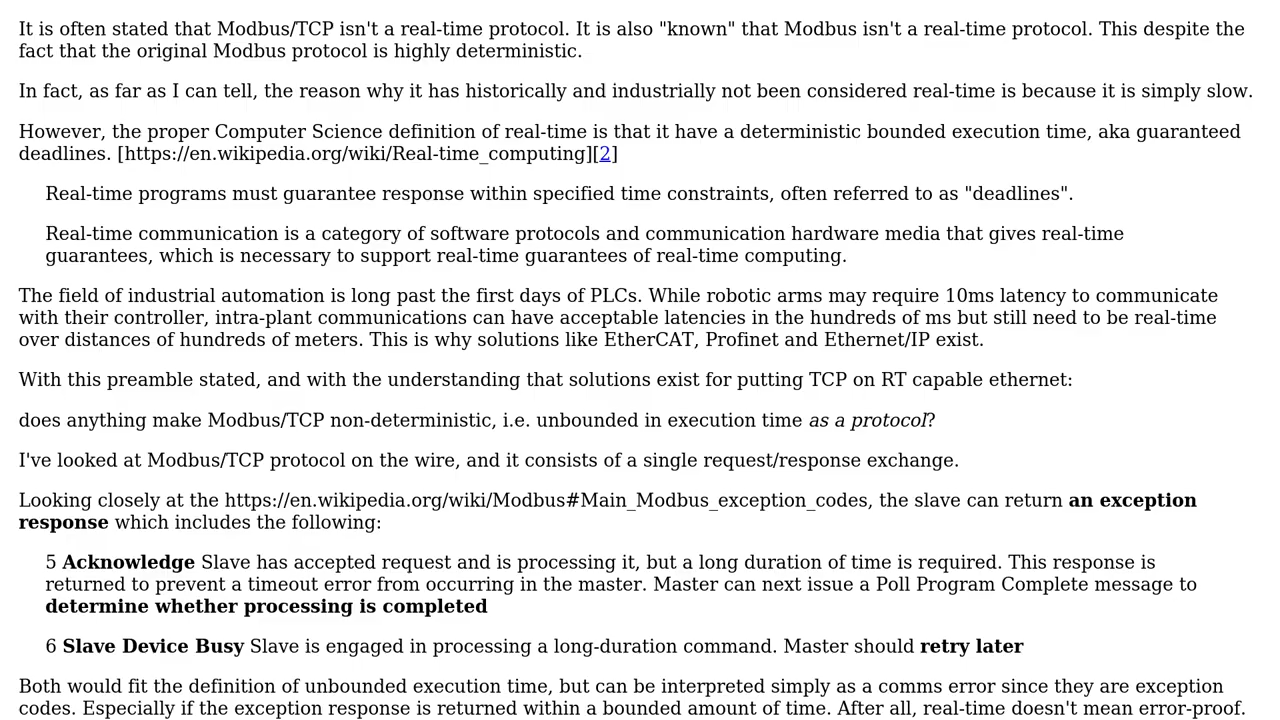 It is often stated that Modbus/TCP isn't a real-time protocol. It is also "known" that Modbus isn't a real-time protocol. This despite the
fact that the original Modbus protocol is highly deterministic.
In fact, as far as I can tell, the reason why it has historically and industrially not been considered real-time is because it is simply slow.
However, the proper Computer Science definition of real-time is that it have a deterministic bounded execution time, aka guaranteed
deadlines. [https://en.wikipedia.org/wiki/Real-time_computing][2]
Real-time programs must guarantee response within specified time constraints, often referred to as "deadlines".
Real-time communication is a category of software protocols and communication hardware media that gives real-time
guarantees, which is necessary to support real-time guarantees of real-time computing.
The field of industrial automation is long past the first days of PLCs. While robotic arms may require 10ms latency to communicate
with their controller, intra-plant communications can have acceptable latencies in the hundreds of ms but still need to be real-time
over distances of hundreds of meters. This is why solutions like EtherCAT, Profinet and Ethernet/IP exist.
With this preamble stated, and with the understanding that solutions exist for putting TCP on RT capable ethernet:
does anything make Modbus/TCP non-deterministic, i.e. unbounded in execution time as a protocol?
I've looked at Modbus/TCP protocol on the wire, and it consists of a single request/response exchange.
Looking closely at the https://en.wikipedia.org/wiki/Modbus#Main_Modbus_exception_codes, the slave can return an exception
response which includes the following:
5 Acknowledge Slave has accepted request and is processing it, but a long duration of time is required. This response is
returned to prevent a timeout error from occurring in the master. Master can next issue a Poll Program Complete message to
determine whether processing is completed
6 Slave Device Busy Slave is engaged in processing a long-duration command. Master should retry later
Both would fit the definition of unbounded execution time, but can be interpreted simply as a comms error since they are exception
codes. Especially if the exception response is returned within a bounded amount of time. After all, real-time doesn't mean error-proof.